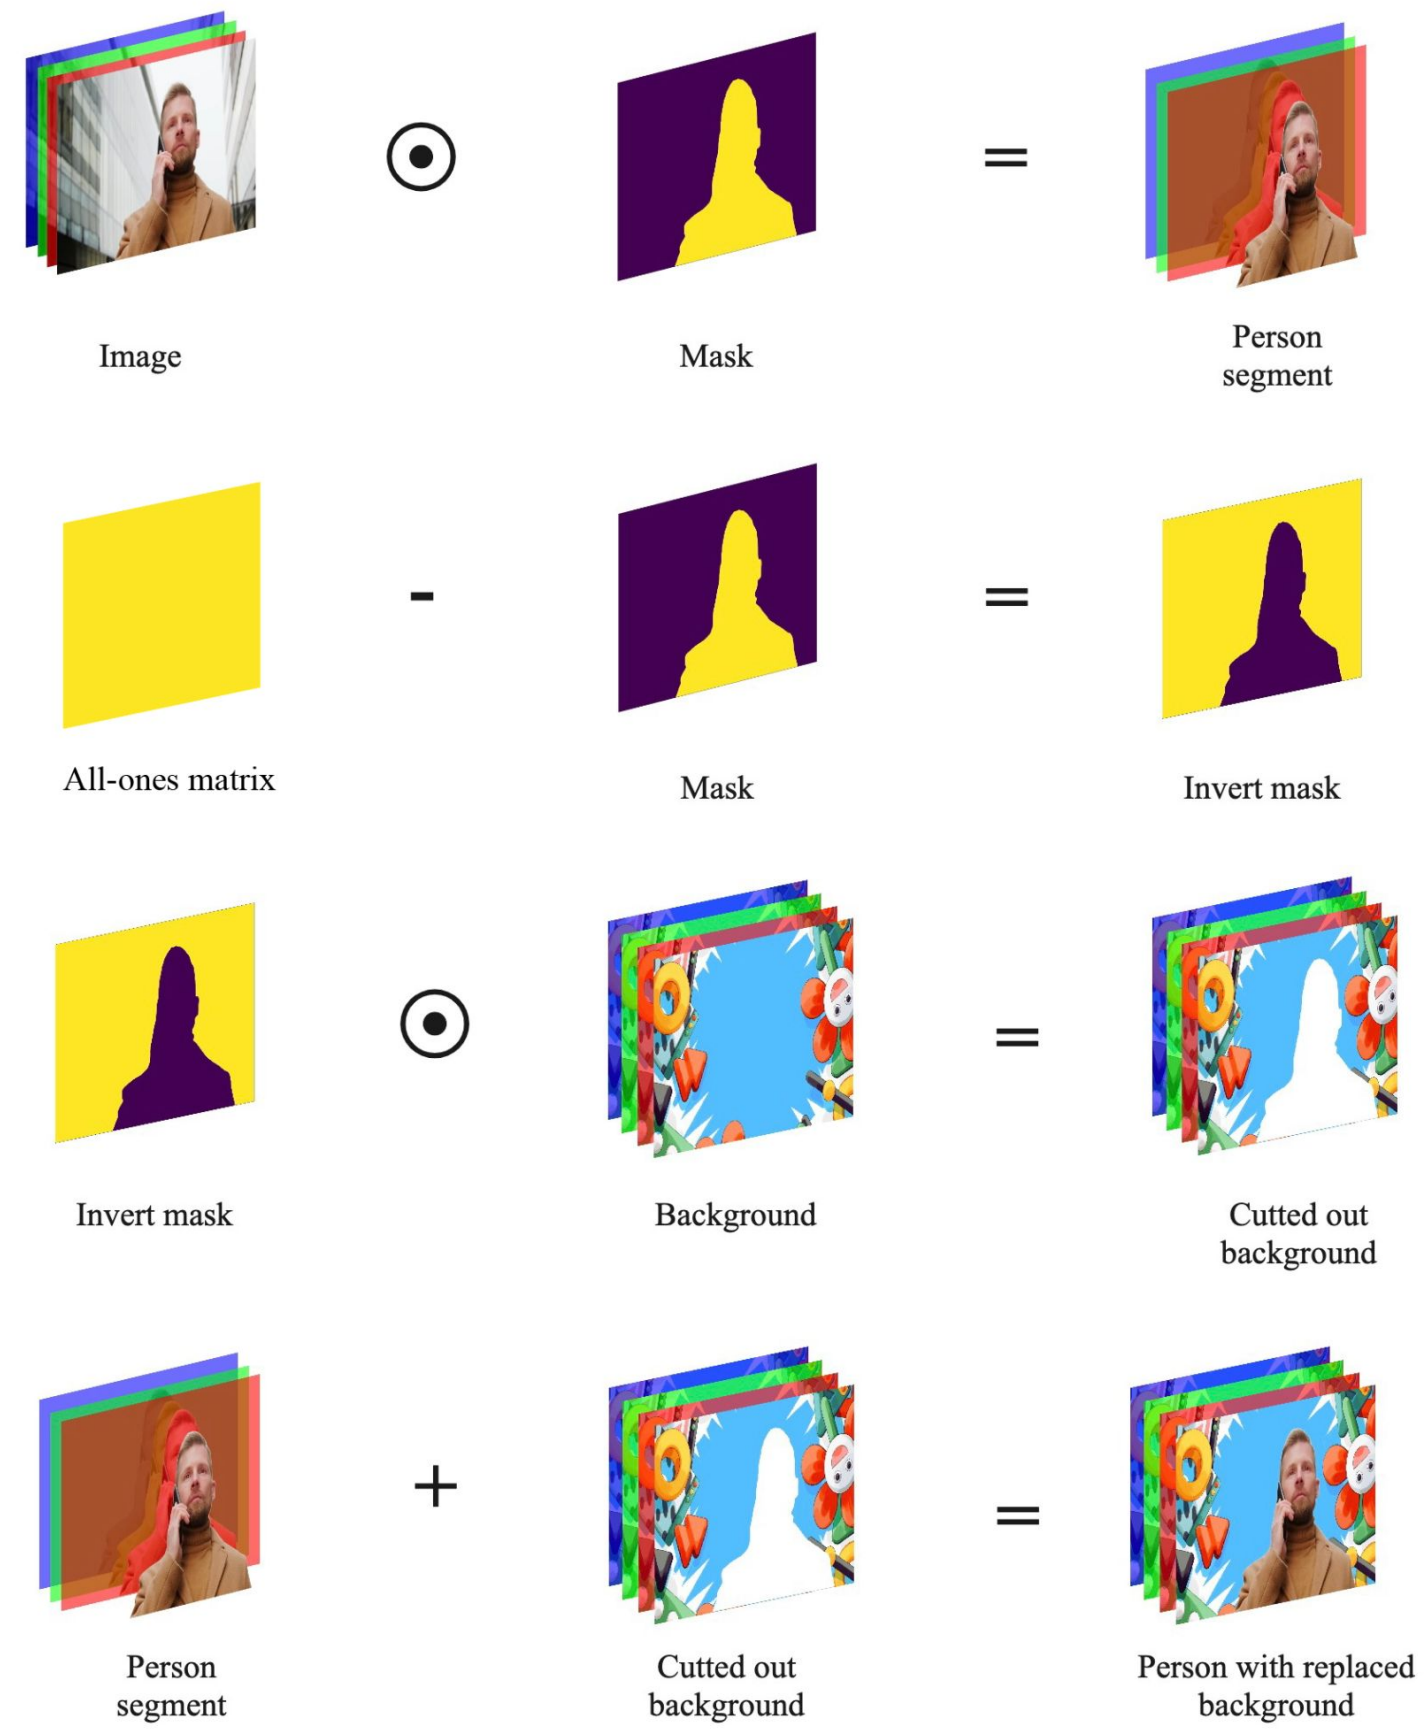 Image
Mask
Person
segment
All-ones matrix
Mask
Invert mask
Invert mask
Background
Cutted out
background
Person
segment
Cutted out
background
Person with replaced
background